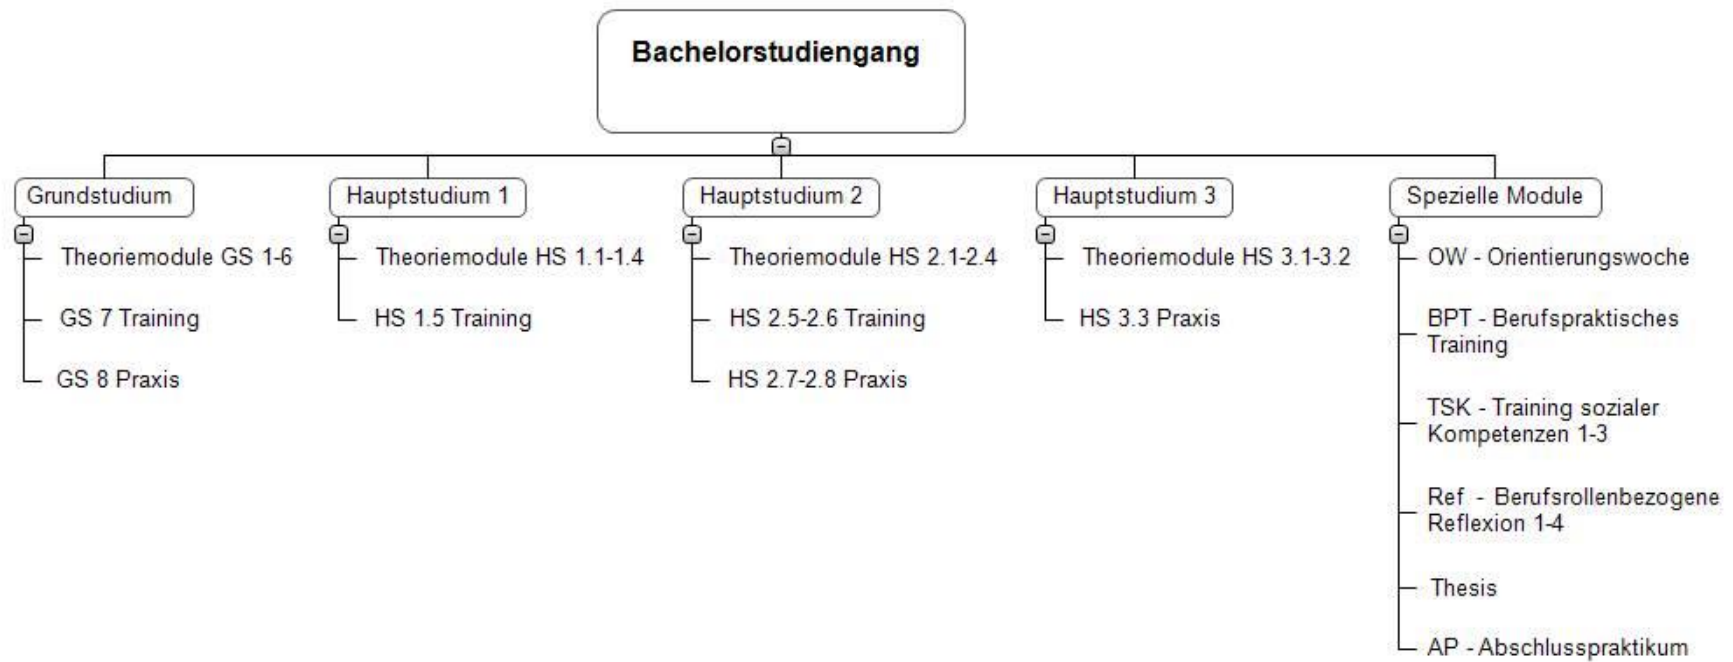 Bachelorstudiengang
Grundstudium
Theoriemodule GS 1-6
GS 7 Training
GS 8 Praxis
Hauptstudium 1
Theoriemodule HS 1.1-1.4
HS 1.5 Training
Hauptstudium 2
Theoriemodule HS 2.1-2.4
HS 2.5-2.6 Training
HS 2.7-2.8 Praxis
Hauptstudium 3
Theoriemodule HS 3.1-3.2
HS 3.3 Praxis
Spezielle Module
OW - Orientierungswoche
BPT - Berufspraktisches
Training
TSK - Training sozialer
Kompetenzen 1-3
Ref - Berufsrollenbezogene
Reflexion 1-4
Thesis
AP - Abschlusspraktikum